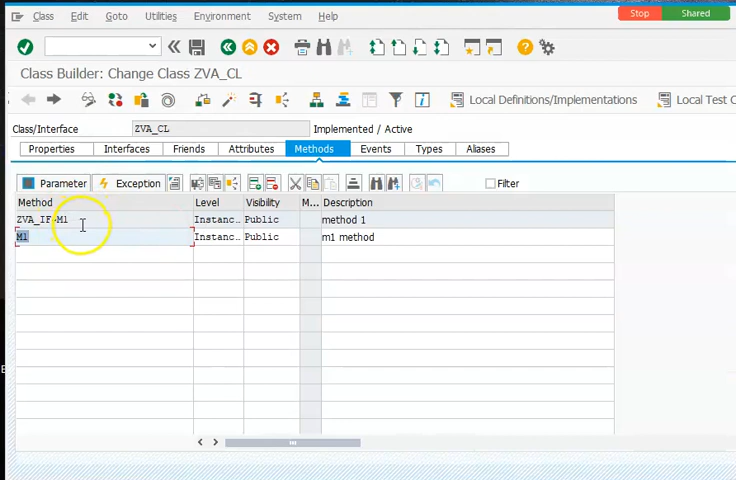 Class Edit Goto Utilities Environment System Help
Stop Shared
Class Builder: Change Class ZVA_CL
Local Definitions/Implementations Local Test C
Class/Interface ZVA_CL Implemented / Active
Properties Interfaces Friends Attributes Methods Events Types Aliases
Parameter Exception Filter
Method Level Visibility M... Description
ZVA_IF~M1 Instanc.. Public method 1
M1 Instanc.. Public m1 method